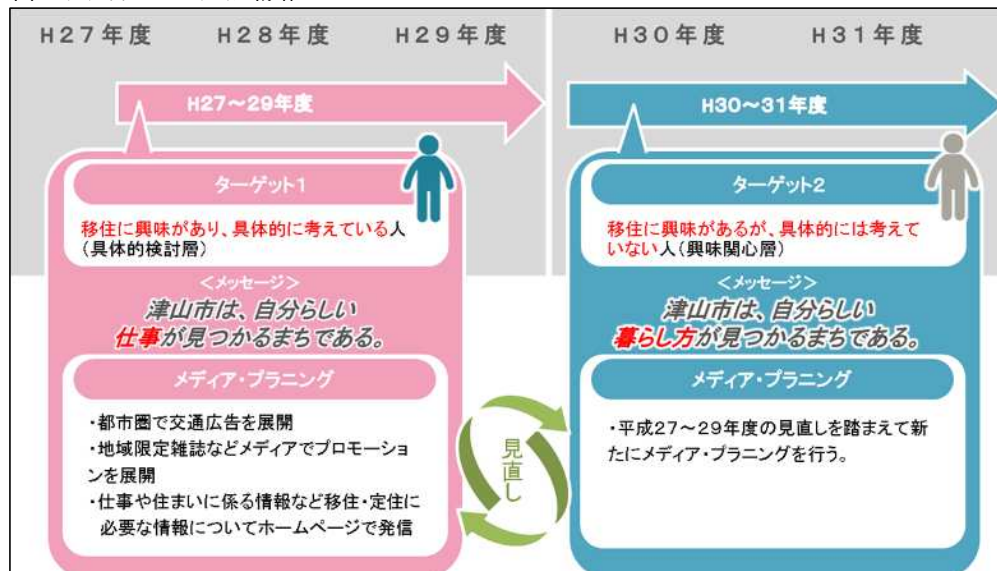 H27年度 H28年度 H29年度 H30年度 H31年度
H27～29年度
H30～31年度
ターゲット1
移住に興味があり、具体的に考えている人
（具体的検討層）
＜メッセージ＞
津山市は、自分らしい
仕事が見つかるまちである。
メディア・プラニング
・都市圏で交通広告を展開
・地域限定雑誌などメディアでプロモーショ
ンを展開
・仕事や住まいに係る情報など移住・定住に
必要な情報についてホームページで発信
見直し
ターゲット2
移住に興味があるが、具体的には考えて
いない人（興味関心層）
＜メッセージ＞
津山市は、自分らしい
暮らし方が見つかるまちである。
メディア・プラニング
・平成27～29年度の見直しを踏まえて新
たにメディア・プラニングを行う。